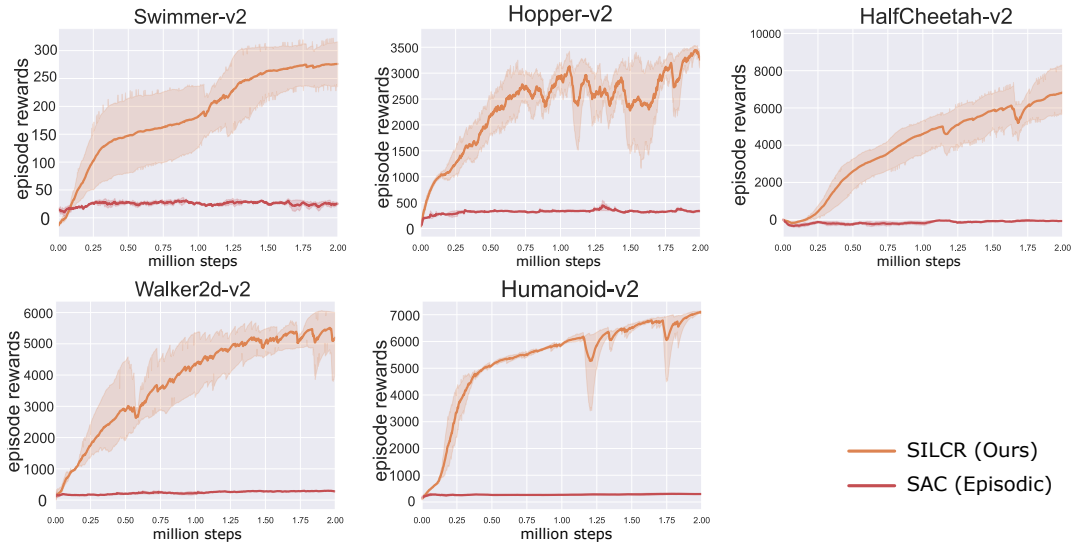 Swimmer-v2
episode rewards
300
250
200
150
100
50
0
0.00 0.25 0.50 0.75 1.00 1.25 1.50 1.75 2.00
million steps
Hopper-v2
episode rewards
3500
3000
2500
2000
1500
1000
500
0
0.00 0.25 0.50 0.75 1.00 1.25 1.50 1.75 2.00
million steps
HalfCheetah-v2
episode rewards
10000
8000
6000
4000
2000
0
0.00 0.25 0.50 0.75 1.00 1.25 1.50 1.75 2.00
million steps
Walker2d-v2
episode rewards
6000
5000
4000
3000
2000
1000
0
0.00 0.25 0.50 0.75 1.00 1.25 1.50 1.75 2.00
million steps
Humanoid-v2
episode rewards
7000
6000
5000
4000
3000
2000
1000
0
0.00 0.25 0.50 0.75 1.00 1.25 1.50 1.75 2.00
million steps
SILCR (Ours)
SAC (Episodic)